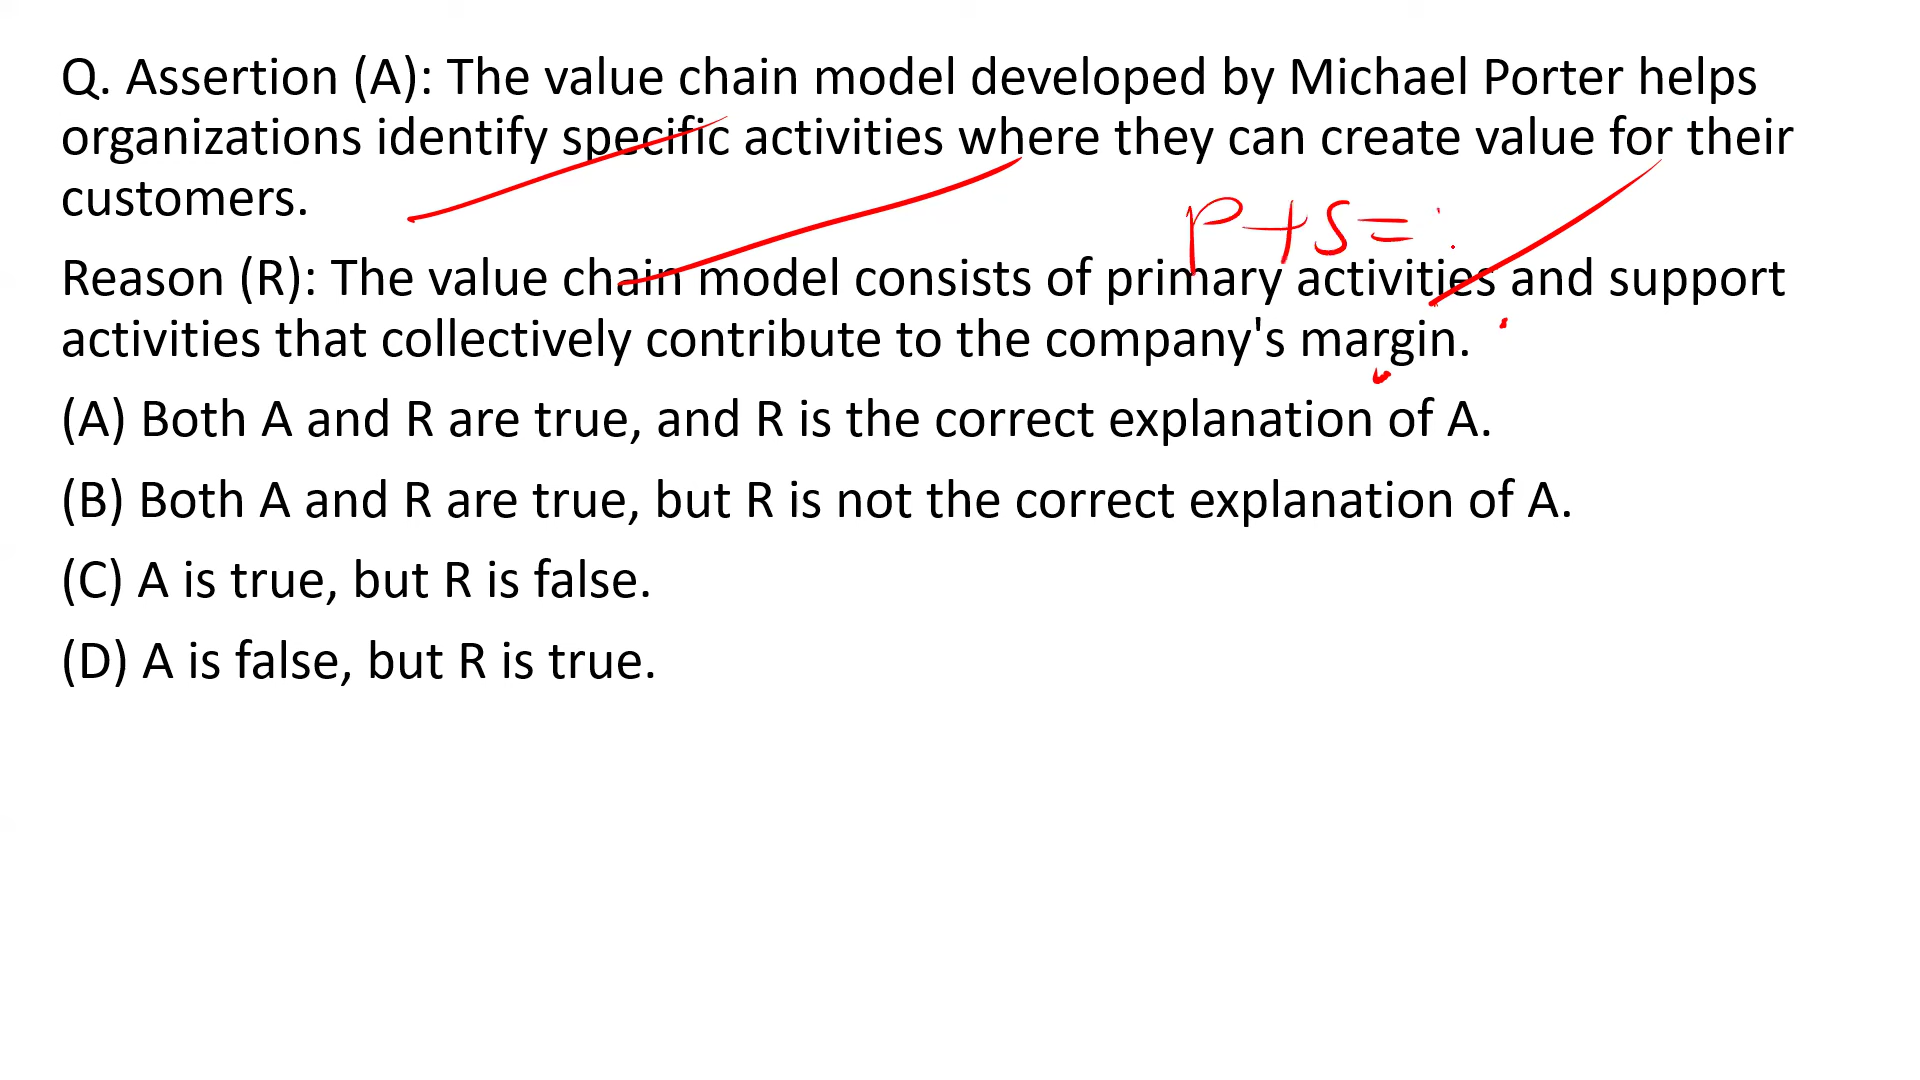 Q. Assertion (A): The value chain model developed by Michael Porter helps
organizations identify specific activities where they can create value for their
customers.
P+S=
Reason (R): The value chain model consists of primary activities and support
activities that collectively contribute to the company's margin.
(A) Both A and R are true, and R is the correct explanation of A.
(B) Both A and R are true, but R is not the correct explanation of A.
(C) A is true, but R is false.
(D) A is false, but R is true.